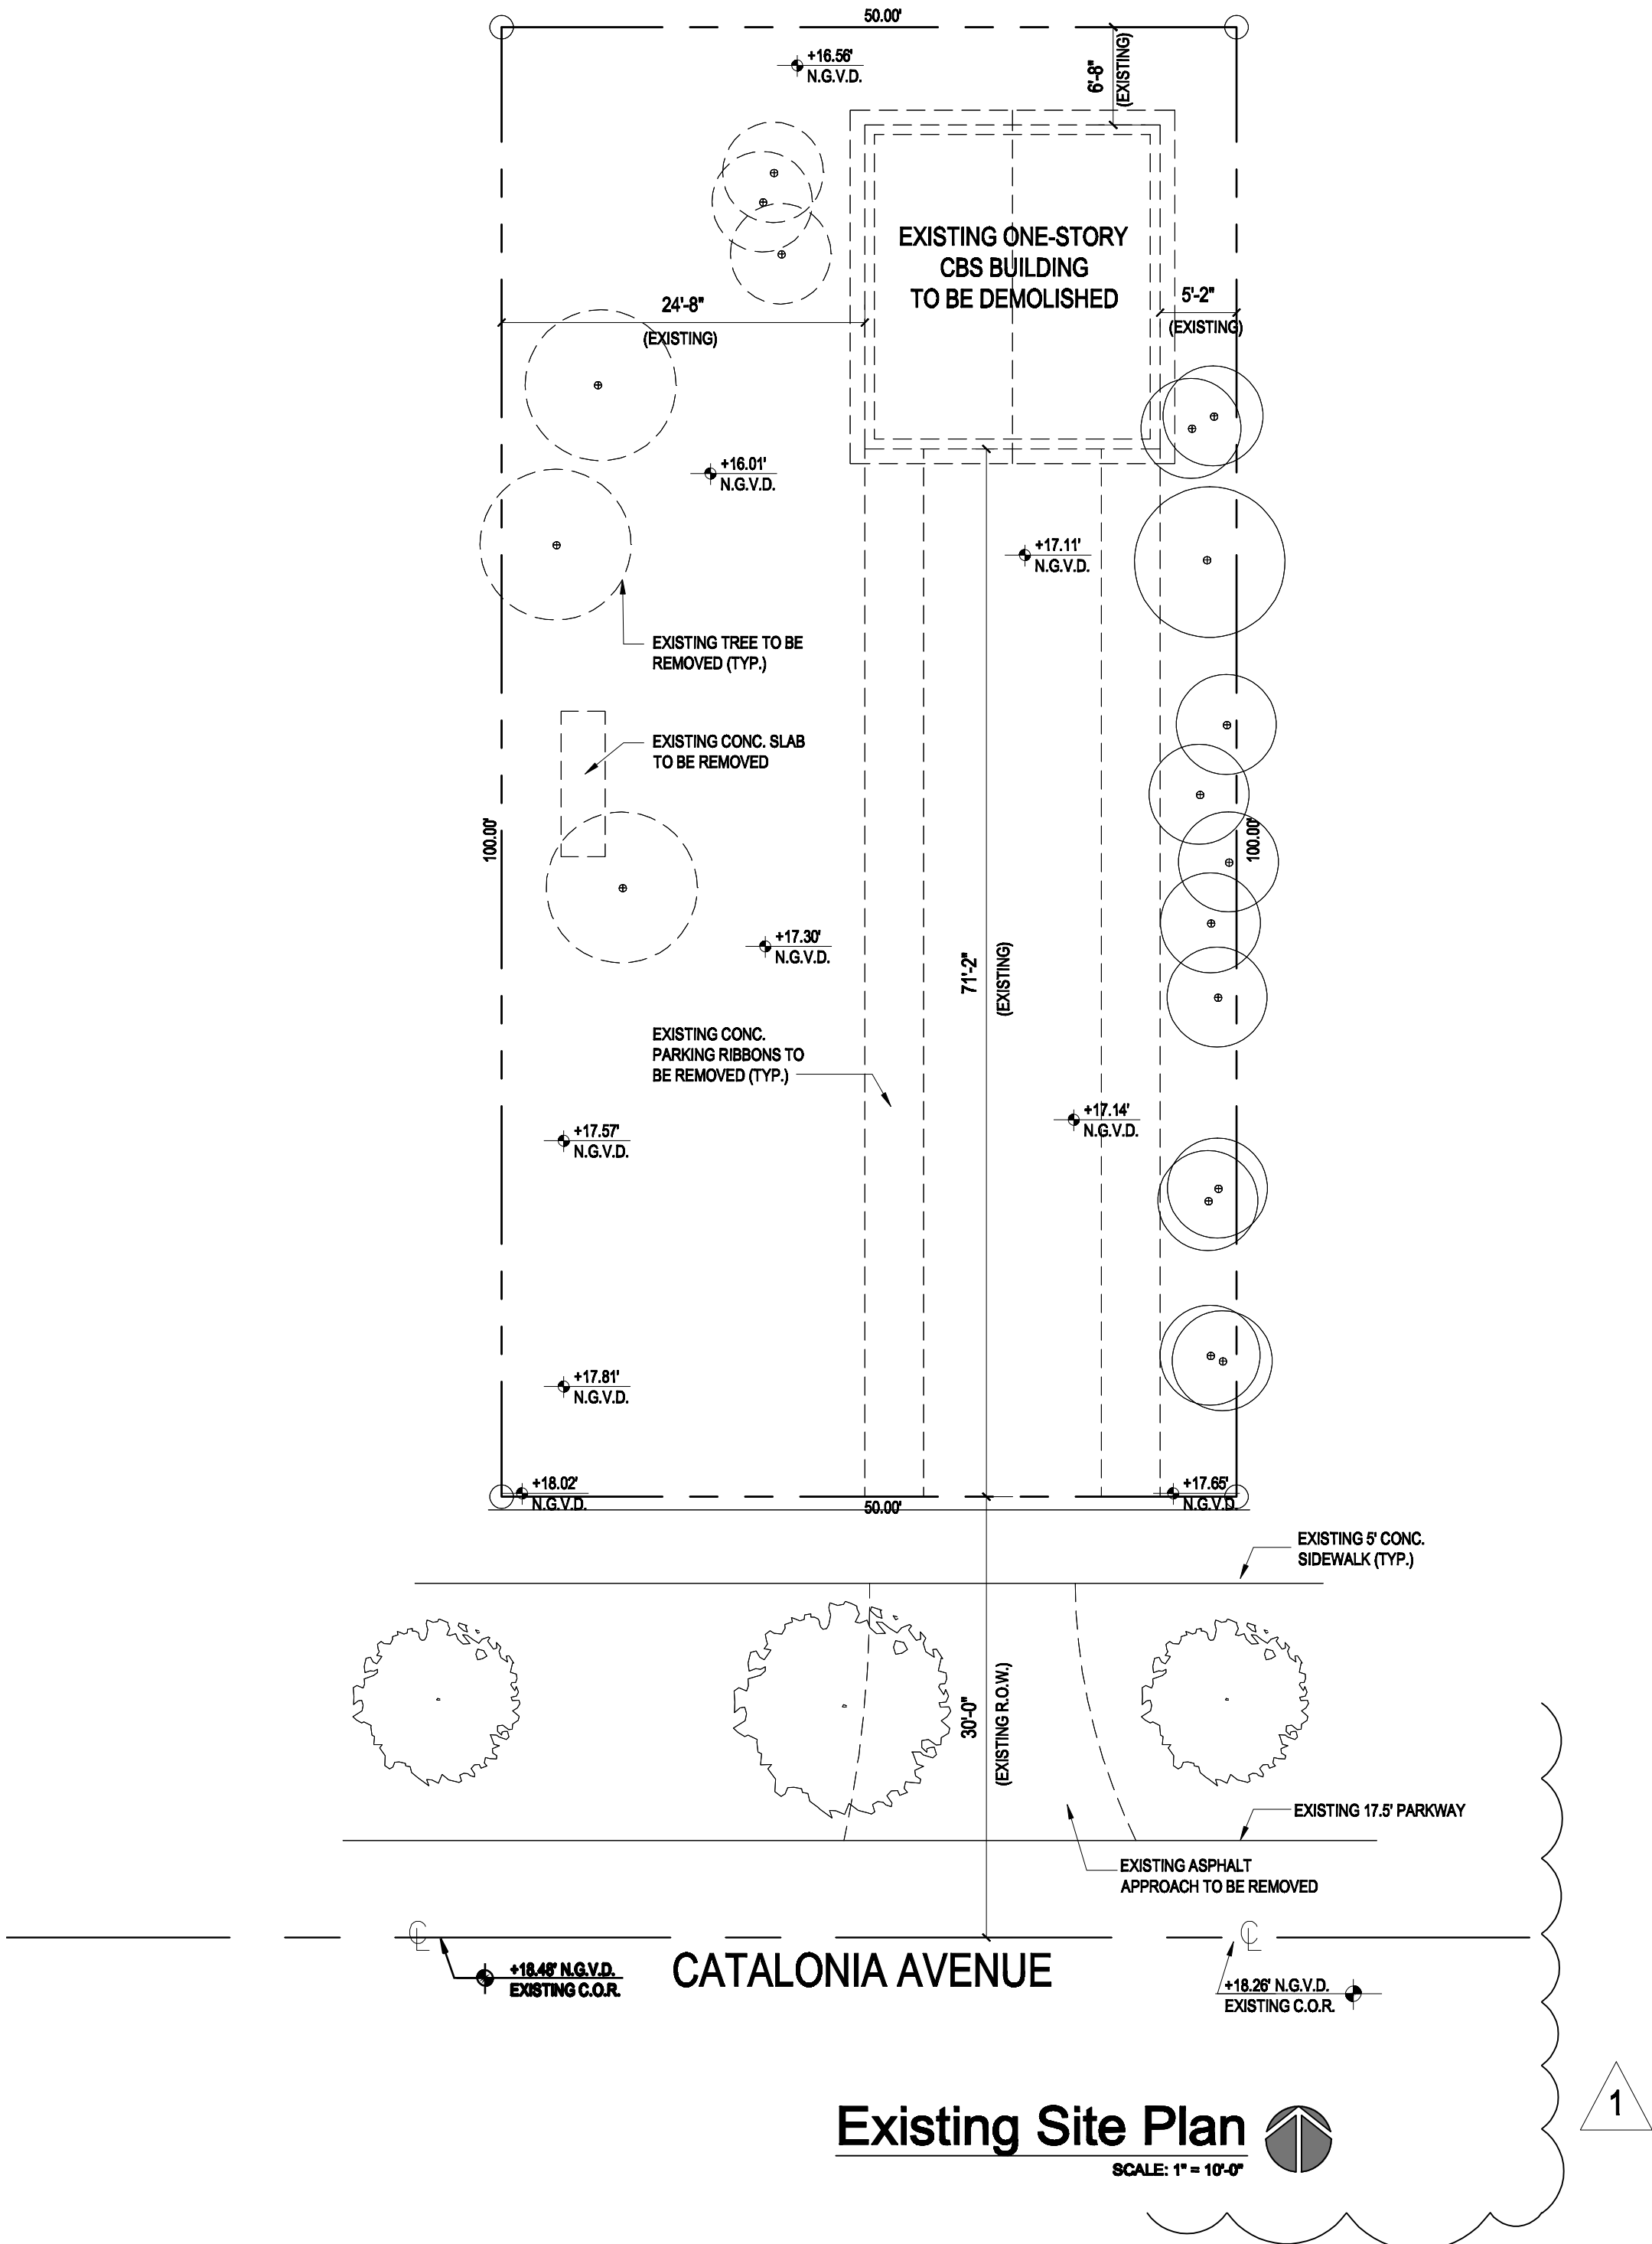 50.00'
+16.56'
N.G.V.D.
6'-8"
(EXISTING)
EXISTING ONE-STORY
CBS BUILDING
TO BE DEMOLISHED
24'-8"
(EXISTING)
5'-2"
(EXISTING)
+16.01'
N.G.V.D.
+17.11'
N.G.V.D.
EXISTING TREE TO BE
REMOVED (TYP.)
EXISTING CONC. SLAB
TO BE REMOVED
100.00'
100.00'
+17.30'
N.G.V.D.
71'-2"
(EXISTING)
EXISTING CONC.
PARKING RIBBONS TO
BE REMOVED (TYP.)
+17.57'
N.G.V.D.
+17.14'
N.G.V.D.
+17.81'
N.G.V.D.
+18.02'
N.G.V.D.
50.00'
+17.65'
N.G.V.D.
EXISTING 5' CONC.
SIDEWALK (TYP.)
30'-0"
(EXISTING R.O.W.)
EXISTING 17.5' PARKWAY
EXISTING ASPHALT
APPROACH TO BE REMOVED
CL
CL
+18.48' N.G.V.D.
EXISTING C.O.R.
CATALONIA AVENUE
+18.26' N.G.V.D.
EXISTING C.O.R.
1
Existing Site Plan
SCALE: 1" = 10'-0"